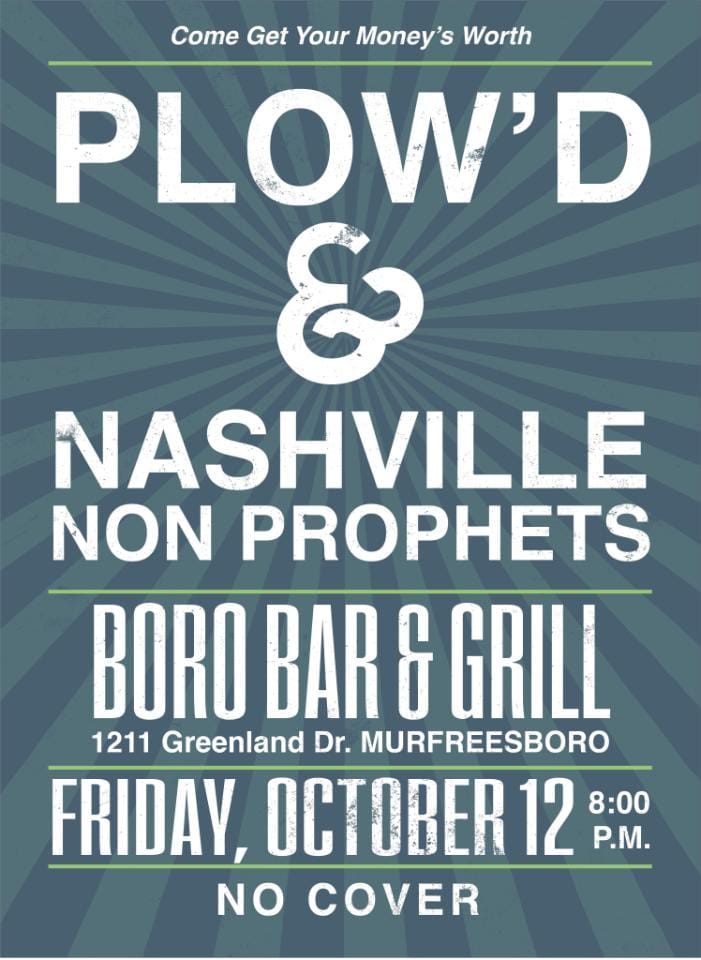 Come Get Your Money's Worth
PLOW'D
&
NASHVILLE
NON PROPHETS
BORO BAR & GRILL
1211 Greenland Dr. MURFREESBORO
FRIDAY, OCTOBER 12 8:00 P.M.
NO COVER